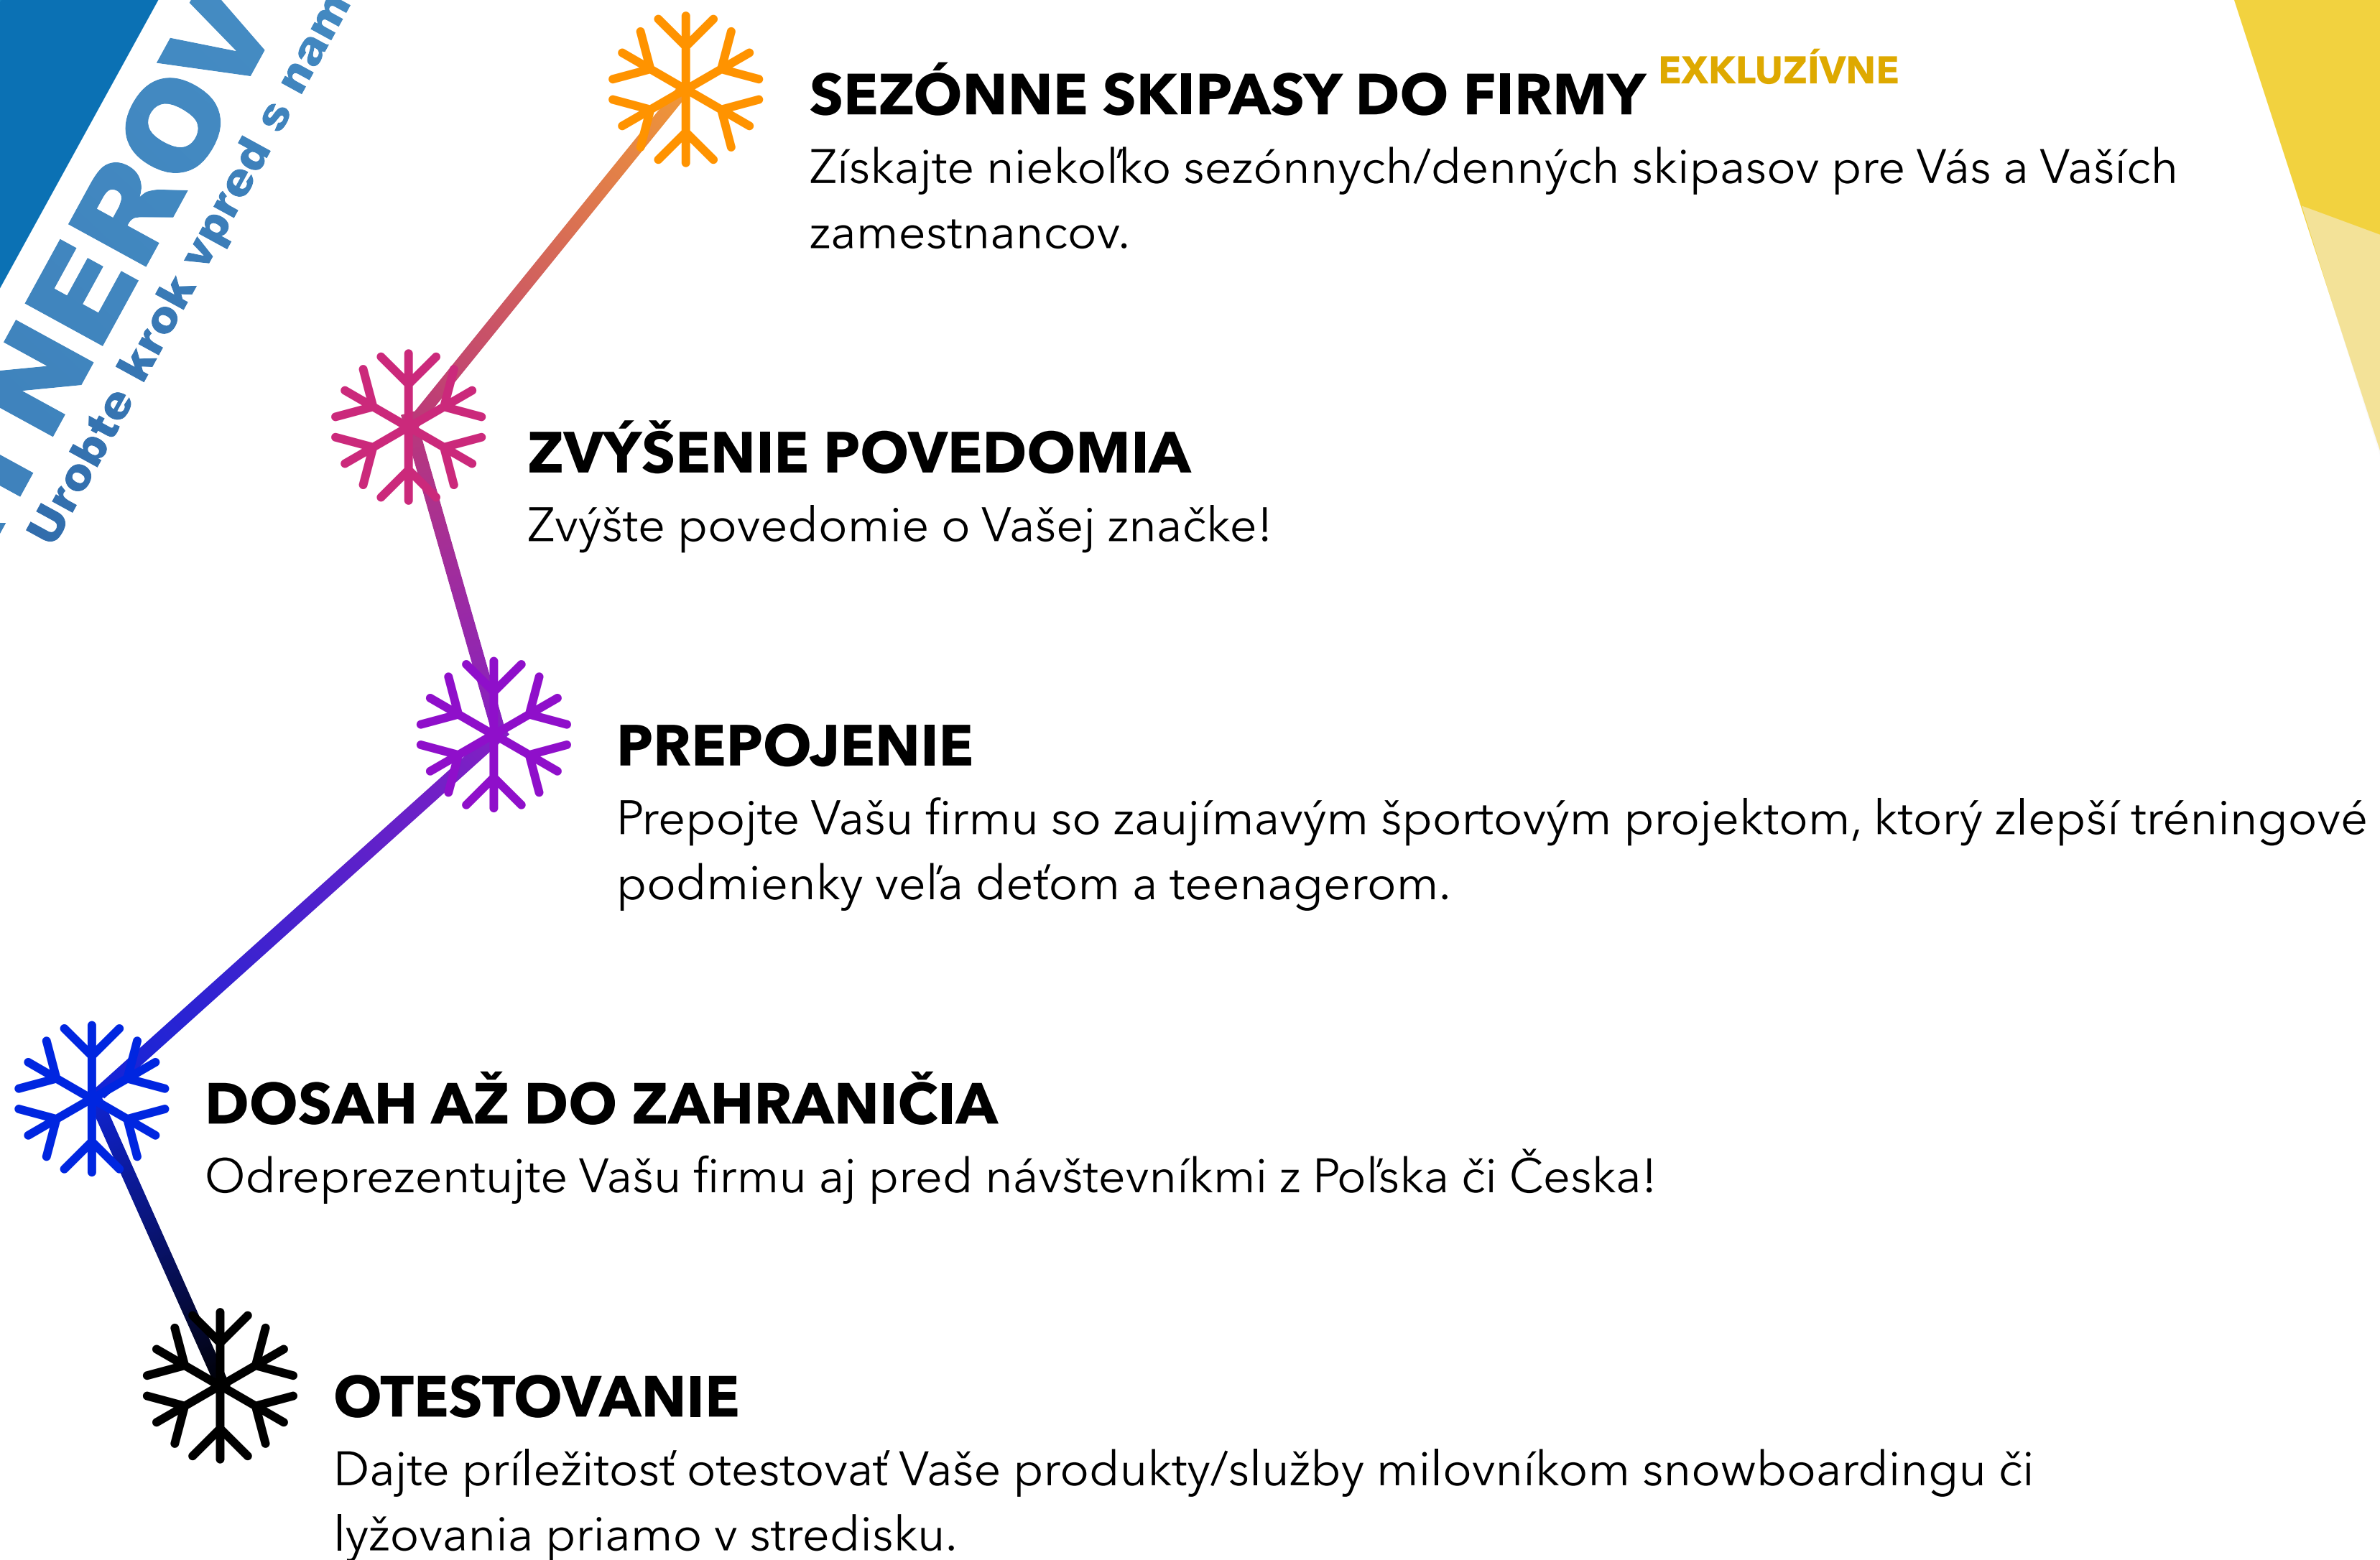 NEROV
Urobte krok vpred s nam
SEZÓNNE SKIPASY DO FIRMY EXKLUZÍVNE
Získajte niekoľko sezónnych/denných skipasov pre Vás a Vaších
zamestnancov.
ZVÝŠENIE POVEDOMIA
Zvýšte povedomie o Vašej značke!
PREPOJENIE
Prepojte Vašu firmu so zaujímavým športovým projektom, ktorý zlepší tréningové
podmienky veľa deťom a teenagerom.
DOSAH AŽ DO ZAHRANIČIA
Odreprezentujte Vašu firmu aj pred návštevníkmi z Poľska či Česka!
OTESTOVANIE
Dajte príležitosť otestovať Vaše produkty/služby milovníkom snowboardingu či
lyžovania priamo v stredisku.